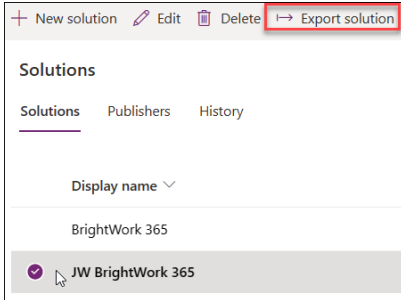 New solution Edit Delete Export solution
Solutions
Solutions Publishers History
Display name
BrightWork 365
JW BrightWork 365